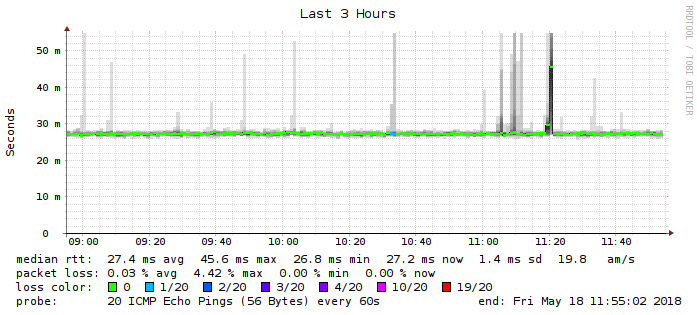 Last 3 Hours
RRDTOOL / TOBI OETIKER
Seconds
50 m
40 m
30 m
20 m
10 m
0
09:00 09:20 09:40 10:00 10:20 10:40 11:00 11:20 11:40
median rtt: 27.4 ms avg 45.6 ms max 26.8 ms min 27.2 ms now 1.4 ms sd 19.8 am/s
packet loss: 0.03 % avg 4.42 % max 0.00 % min 0.00 % now
loss color: 0 1/20 2/20 3/20 4/20 10/20 19/20
probe: 20 ICMP Echo Pings (56 Bytes) every 60s end: Fri May 18 11:55:02 2018